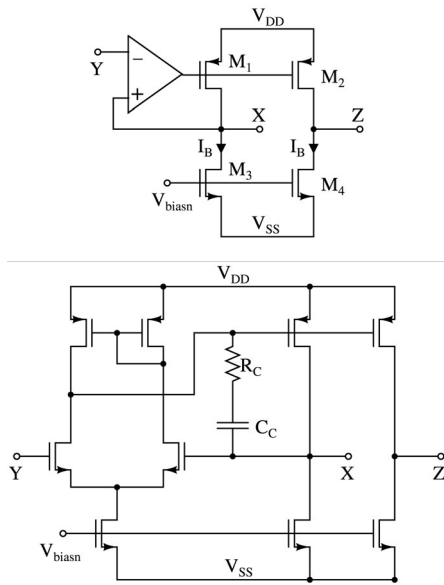 V_DD
Y
−
+
M_1
M_2
X
Z
I_B
I_B
M_3
M_4
V_biasn
V_SS
V_DD
R_C
C_C
Y
X
Z
V_biasn
V_SS